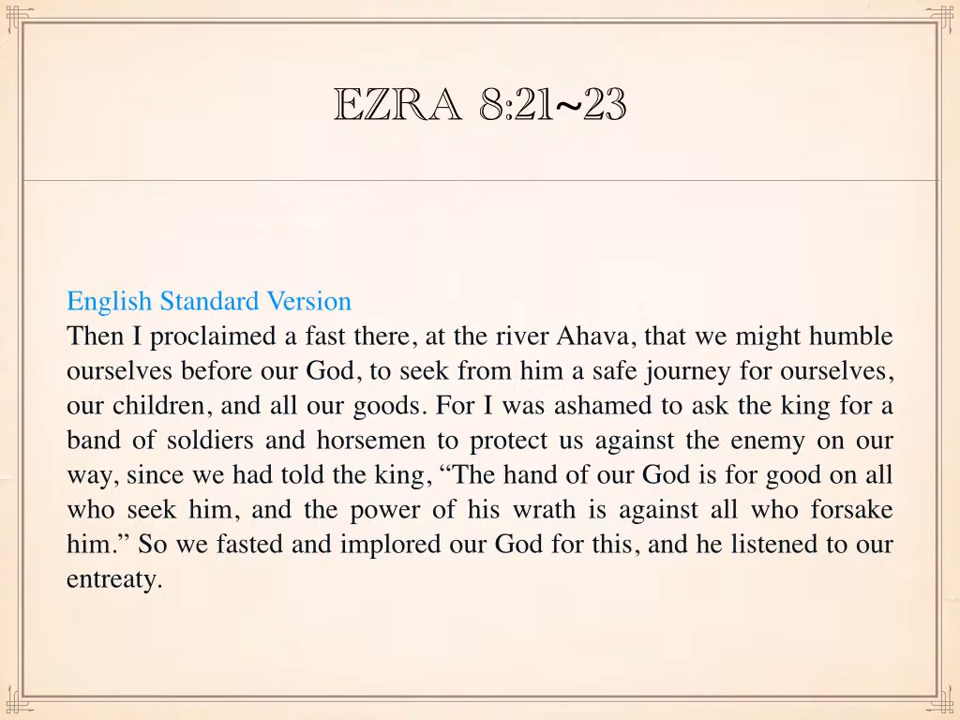 EZRA 8:21~23
English Standard Version
Then I proclaimed a fast there, at the river Ahava, that we might humble
ourselves before our God, to seek from him a safe journey for ourselves,
our children, and all our goods. For I was ashamed to ask the king for a
band of soldiers and horsemen to protect us against the enemy on our
way, since we had told the king, “The hand of our God is for good on all
who seek him, and the power of his wrath is against all who forsake
him.” So we fasted and implored our God for this, and he listened to our
entreaty.